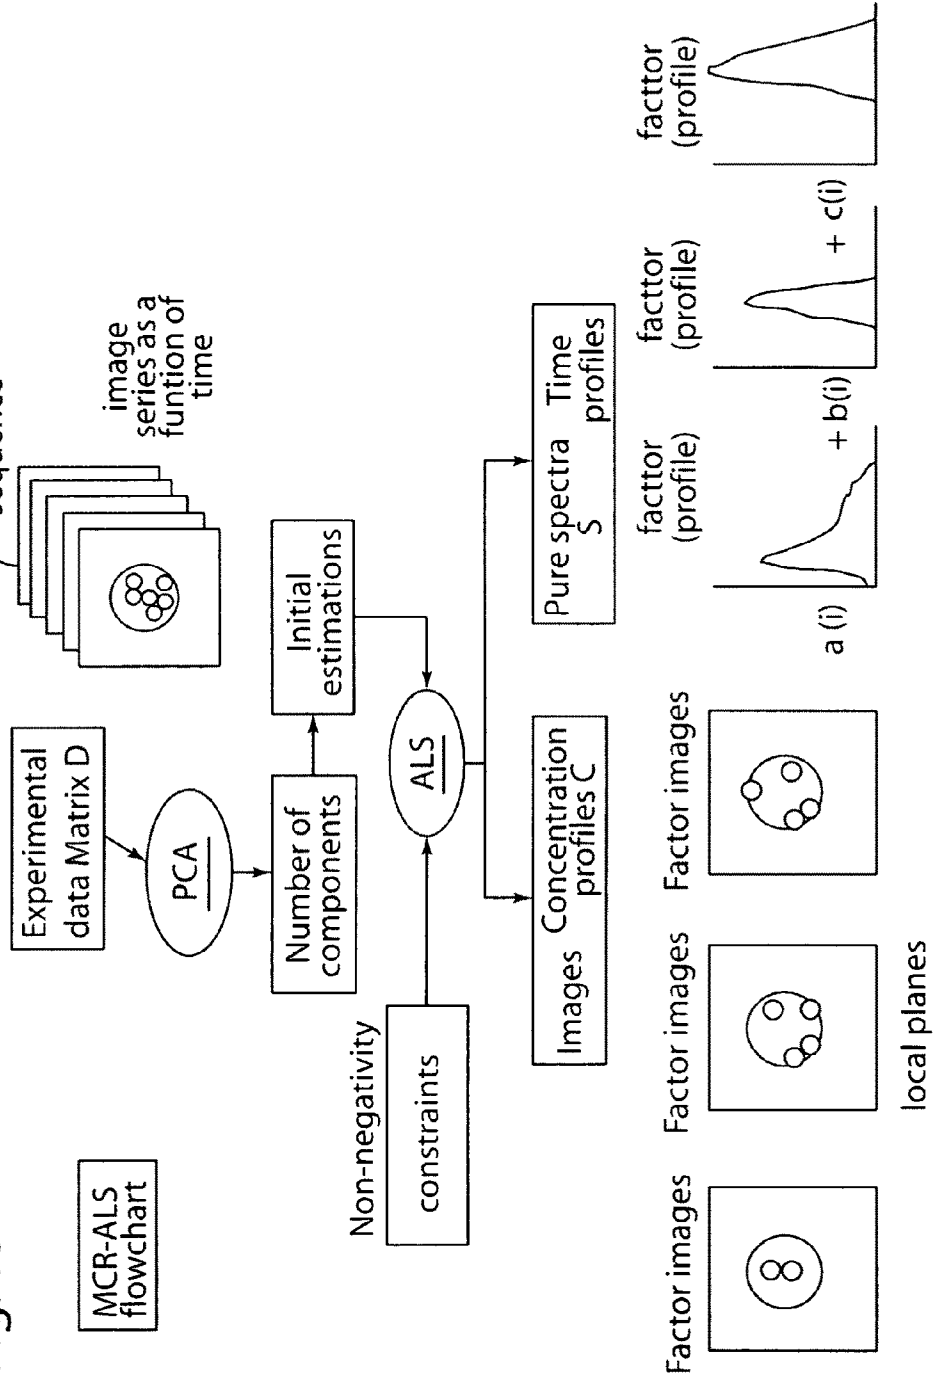 MCR-ALS
flowchart
Experimental
data Matrix D
image
series as a
funtion of
time
PCA
Number of
components
Initial
estimations
Non-negativity
constraints
ALS
Images Concentration
profiles C
Pure spectra Time
S profiles
Factor images
Factor images
Factor images
local planes
facttor
(profile)
facttor
(profile)
facttor
(profile)
a (i)
+ b(i)
+ c(i)